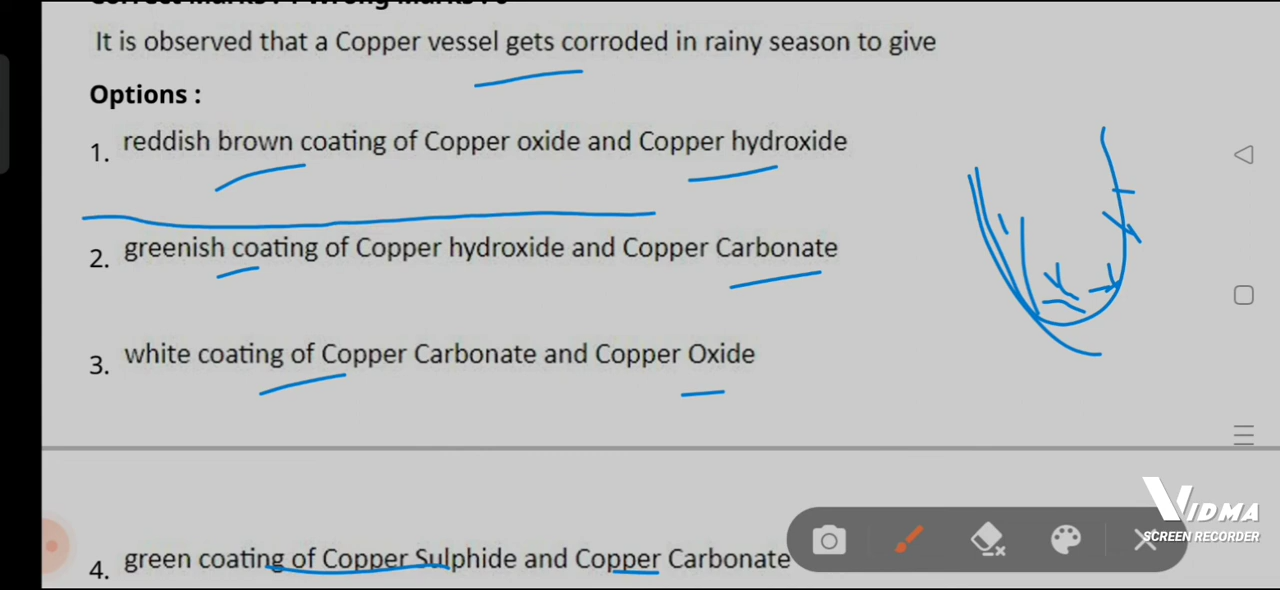 It is observed that a Copper vessel gets corroded in rainy season to give
Options :
1. reddish brown coating of Copper oxide and Copper hydroxide
2. greenish coating of Copper hydroxide and Copper Carbonate
3. white coating of Copper Carbonate and Copper Oxide
4. green coating of Copper Sulphide and Copper Carbonate
VIDMA
SCREEN RECORDER